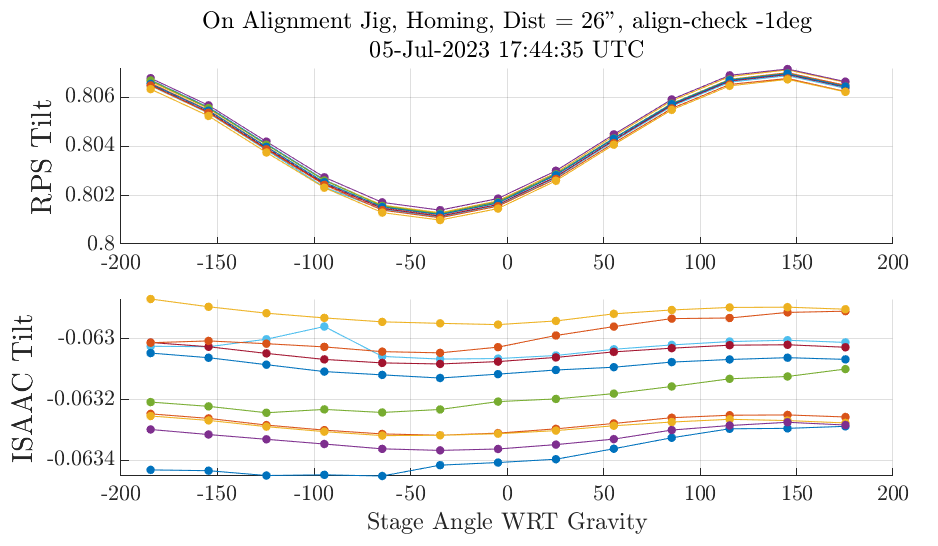 On Alignment Jig, Homing, Dist = 26”, align-check -1deg
05-Jul-2023 17:44:35 UTC
RPS Tilt
0.806
0.804
0.802
0.8
-200 -150 -100 -50 0 50 100 150 200
ISAAC Tilt
-0.063
-0.0632
-0.0634
-200 -150 -100 -50 0 50 100 150 200
Stage Angle WRT Gravity